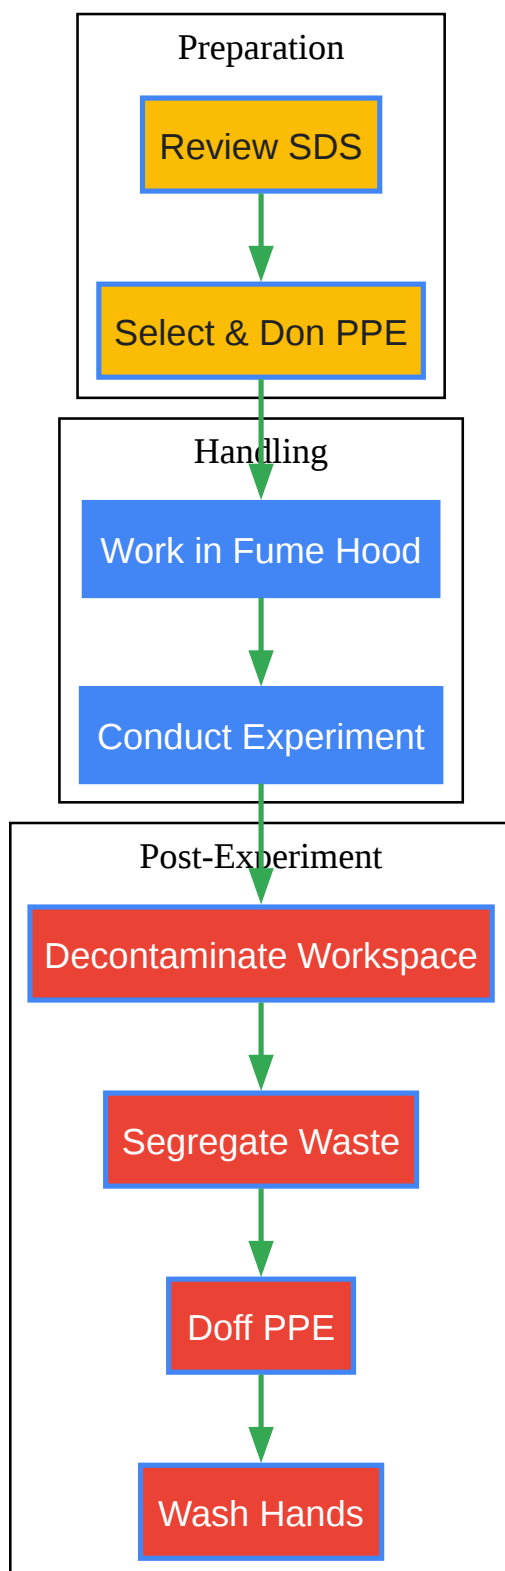 Preparation
Review SDS
Select & Don PPE
Handling
Work in Fume Hood
Conduct Experiment
Post-Experiment
Decontaminate Workspace
Segregate Waste
Doff PPE
Wash Hands